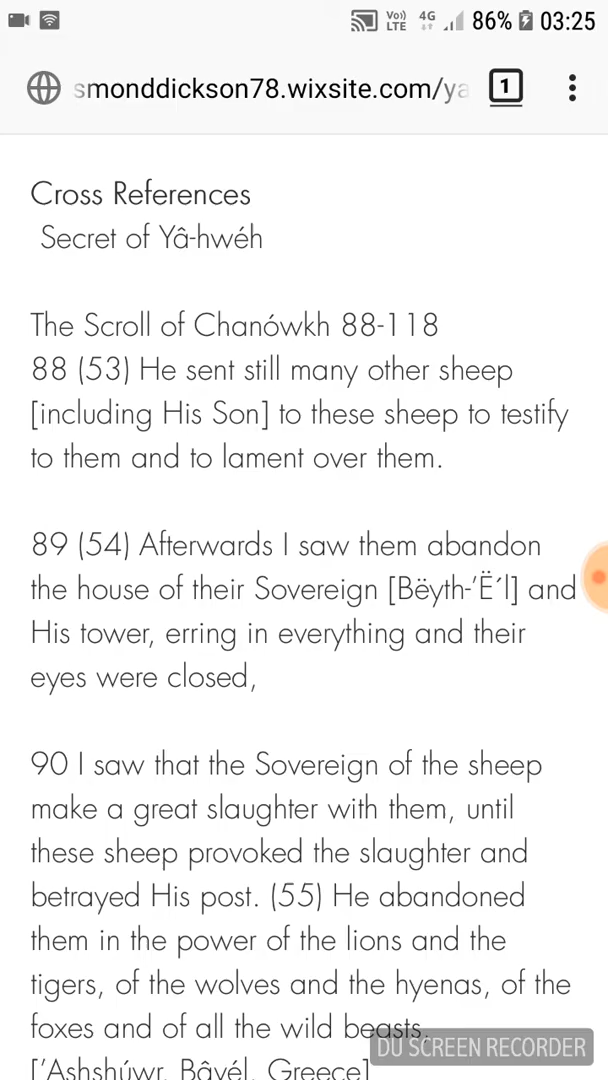 Vo)) LTE 4G 86% 03:25
smonddickson78.wixsite.com/ya 1
Cross References
Secret of Yâ-hwéh
The Scroll of Chanówkh 88-118
88 (53) He sent still many other sheep
[including His Son] to these sheep to testify
to them and to lament over them.
89 (54) Afterwards I saw them abandon
the house of their Sovereign [Bëyth-'Ë´l] and
His tower, erring in everything and their
eyes were closed,
90 I saw that the Sovereign of the sheep
make a great slaughter with them, until
these sheep provoked the slaughter and
betrayed His post. (55) He abandoned
them in the power of the lions and the
tigers, of the wolves and the hyenas, of the
foxes and of all the wild beasts.
['Ashshúwr, Bâvél, Greece]
DU SCREEN RECORDER